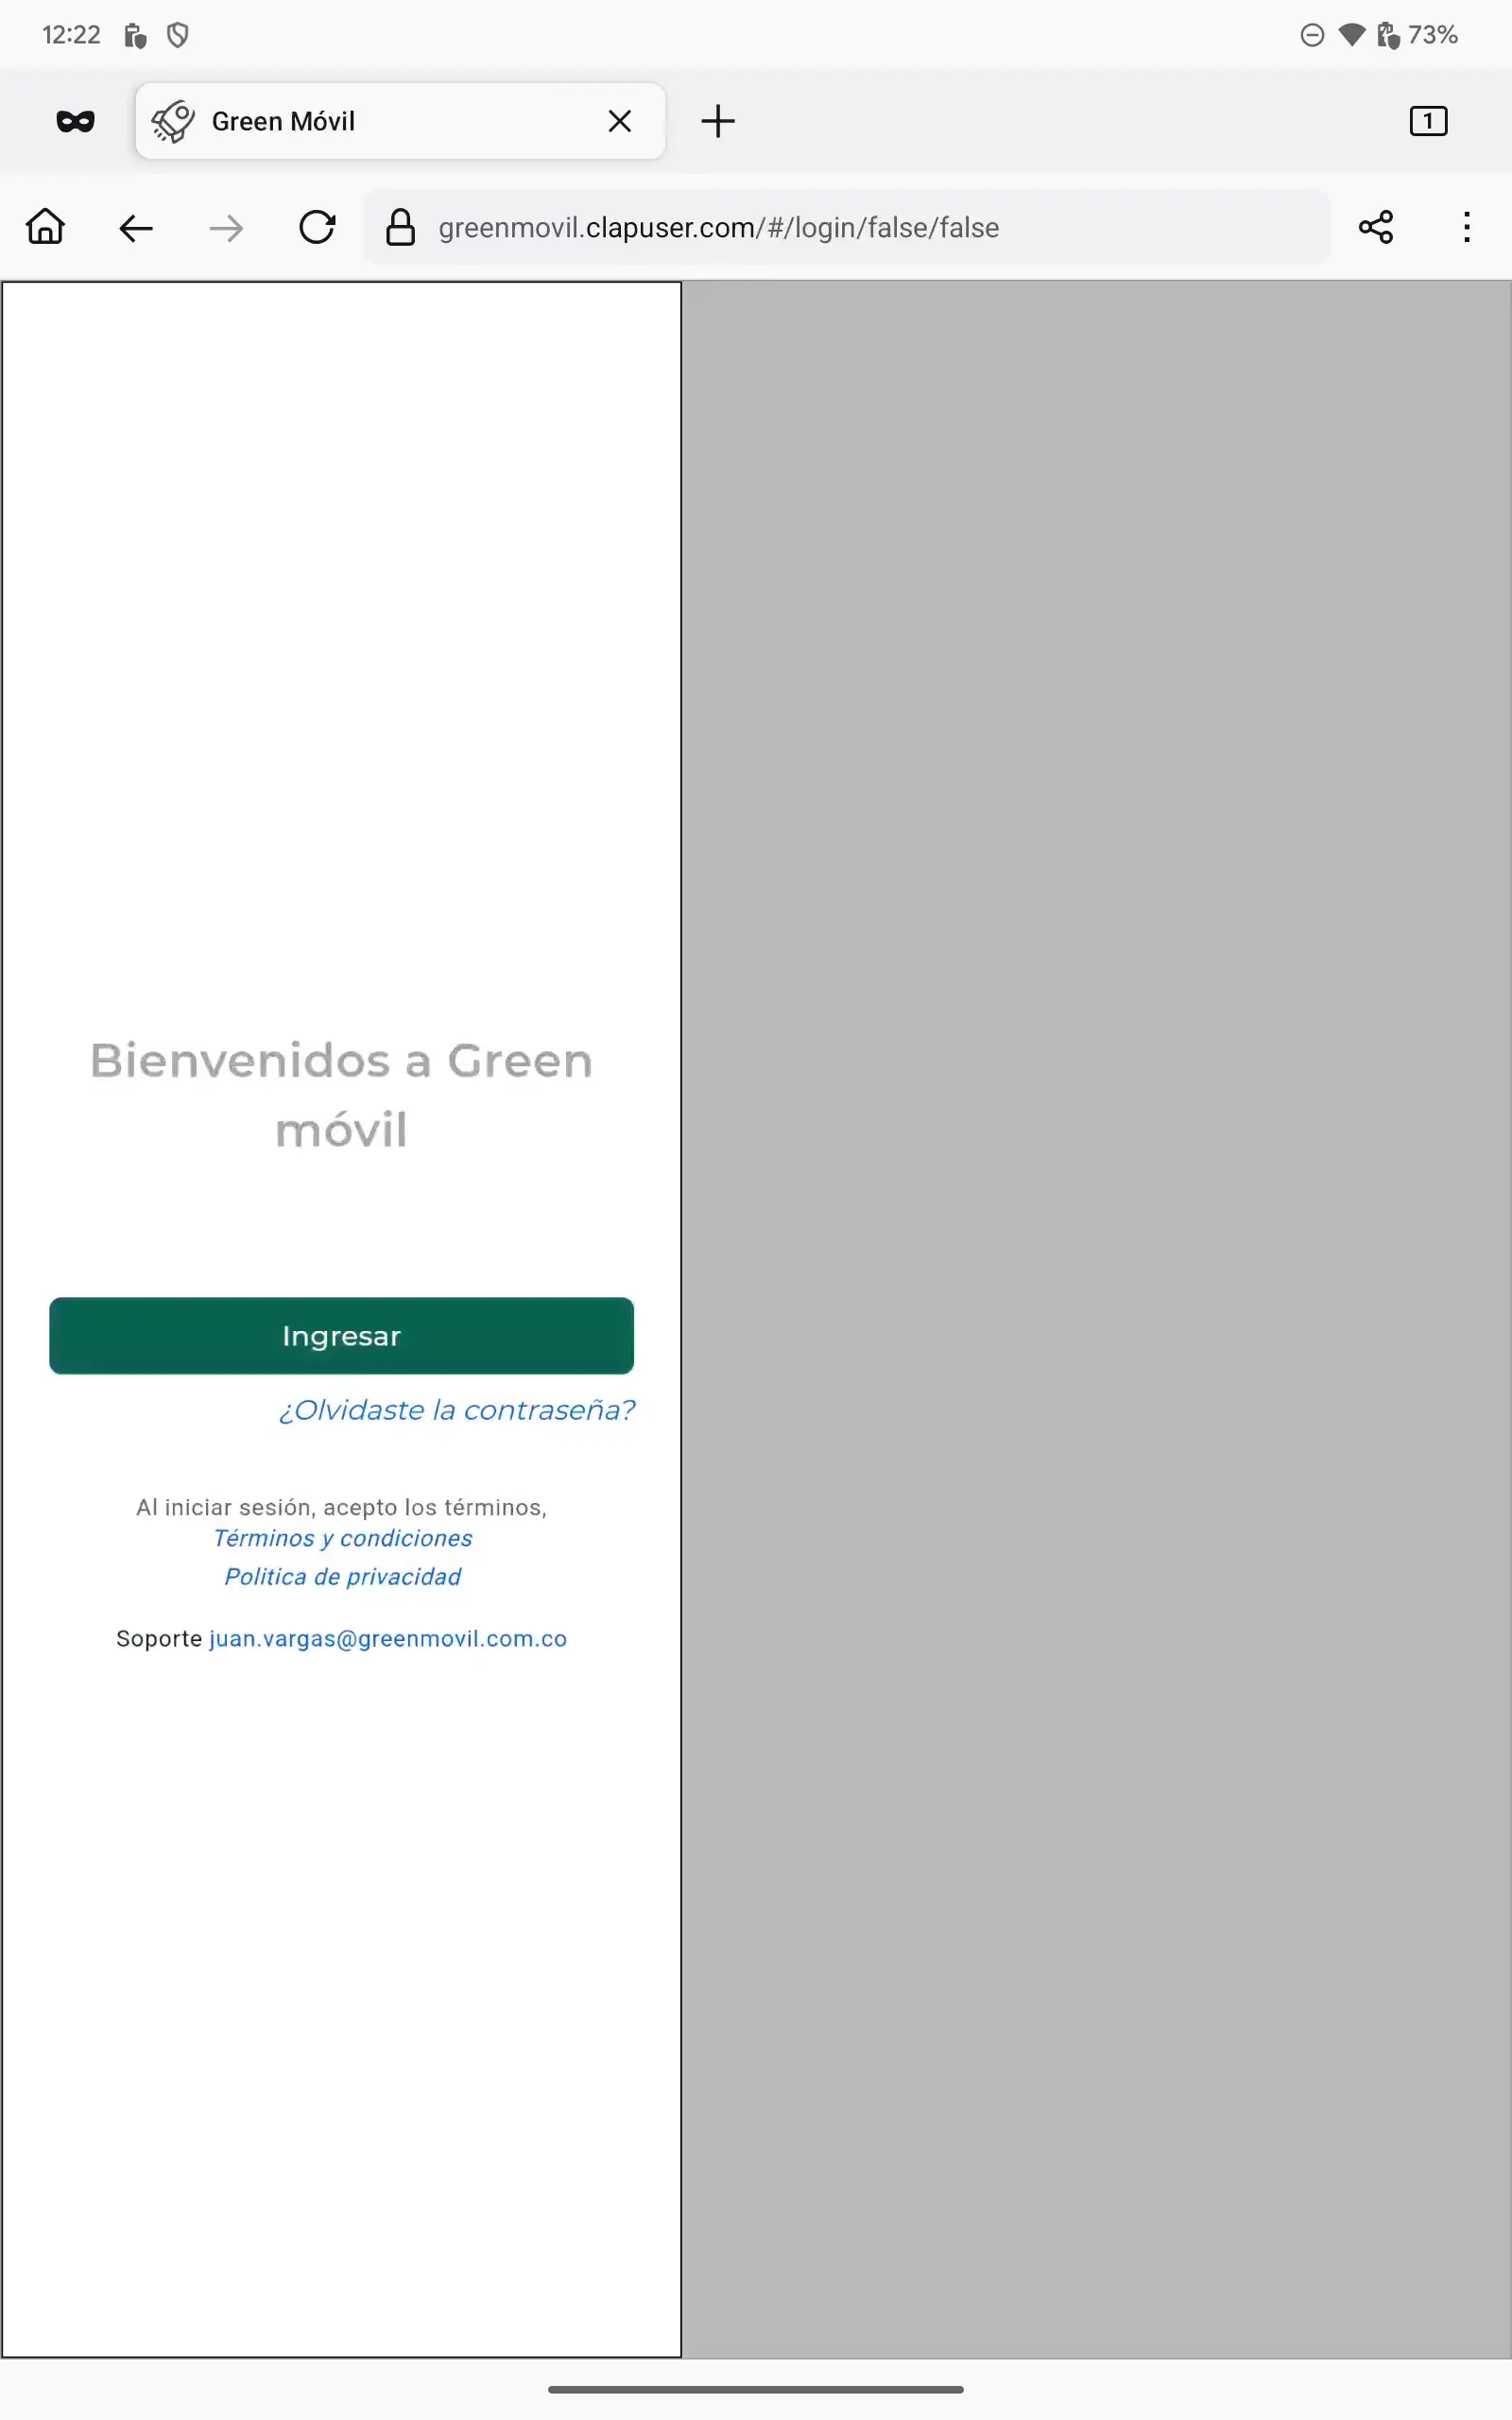 12:22
73%
Green Móvil
1
greenmovil.clapuser.com/#/login/false/false
Bienvenidos a Green
móvil
Ingresar
¿Olvidaste la contraseña?
Al iniciar sesión, acepto los términos,
Términos y condiciones
Politica de privacidad
Soporte juan.vargas@greenmovil.com.co